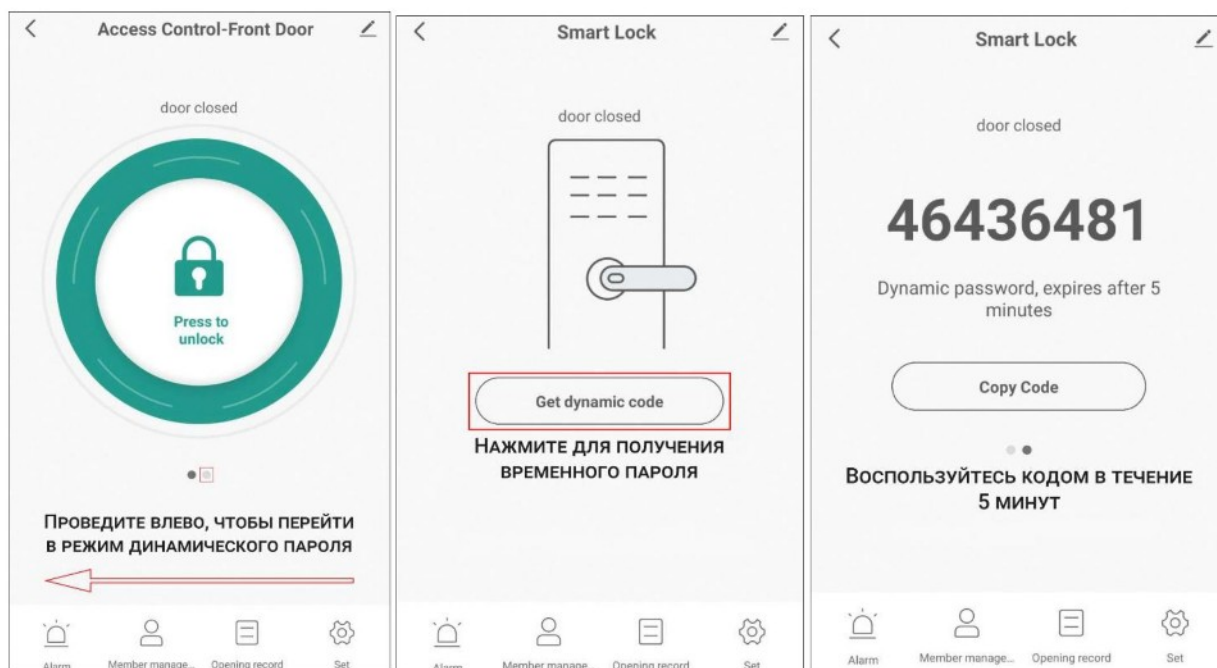 Access Control-Front Door
door closed
Press to
unlock
ПРОВЕДИТЕ ВЛЕВО, ЧТОБЫ ПЕРЕЙТИ
В РЕЖИМ ДИНАМИЧЕСКОГО ПАРОЛЯ
Alarm
Member manage...
Opening record
Set
Smart Lock
door closed
Get dynamic code
НАЖМИТЕ ДЛЯ ПОЛУЧЕНИЯ
ВРЕМЕННОГО ПАРОЛЯ
Alarm
Member manage...
Opening record
Set
Smart Lock
door closed
46436481
Dynamic password, expires after 5
minutes
Copy Code
ВОСПОЛЬЗУЙТЕСЬ КОДОМ В ТЕЧЕНИЕ
5 МИНУТ
Alarm
Member manage...
Opening record
Set